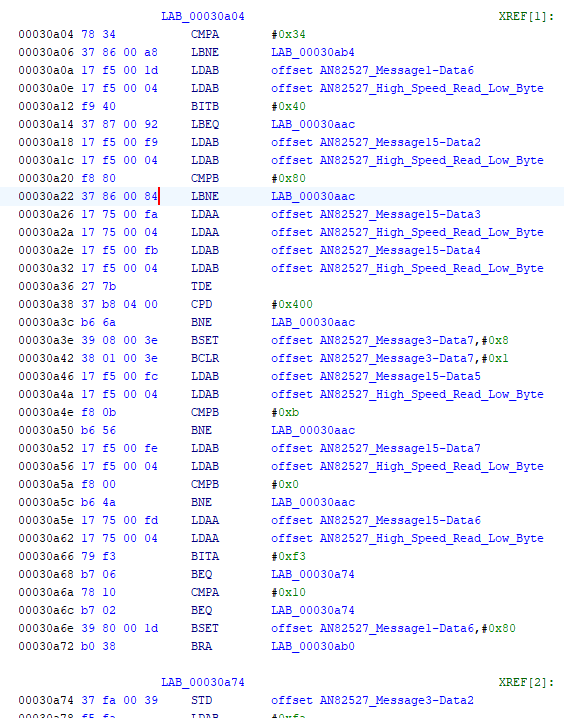 LAB_00030a04 XREF[1]:
00030a04 78 34 CMPA #0x34
00030a06 37 86 00 a8 LBNE LAB_00030ab4
00030a0a 17 f5 00 1d LDAB offset AN82527_Message1-Data6
00030a0e 17 f5 00 04 LDAB offset AN82527_High_Speed_Read_Low_Byte
00030a12 f9 40 BITB #0x40
00030a14 37 87 00 92 LBEQ LAB_00030aac
00030a18 17 f5 00 f9 LDAB offset AN82527_Message15-Data2
00030a1c 17 f5 00 04 LDAB offset AN82527_High_Speed_Read_Low_Byte
00030a20 f8 80 CMPB #0x80
00030a22 37 86 00 84 LBNE LAB_00030aac
00030a26 17 75 00 fa LDAA offset AN82527_Message15-Data3
00030a2a 17 75 00 04 LDAA offset AN82527_High_Speed_Read_Low_Byte
00030a2e 17 f5 00 fb LDAB offset AN82527_Message15-Data4
00030a32 17 f5 00 04 LDAB offset AN82527_High_Speed_Read_Low_Byte
00030a36 27 7b TDE
00030a38 37 b8 04 00 CPD #0x400
00030a3c b6 6a BNE LAB_00030aac
00030a3e 39 08 00 3e BSET offset AN82527_Message3-Data7,#0x8
00030a42 38 01 00 3e BCLR offset AN82527_Message3-Data7,#0x1
00030a46 17 f5 00 fc LDAB offset AN82527_Message15-Data5
00030a4a 17 f5 00 04 LDAB offset AN82527_High_Speed_Read_Low_Byte
00030a4e f8 0b CMPB #0xb
00030a50 b6 56 BNE LAB_00030aac
00030a52 17 f5 00 fe LDAB offset AN82527_Message15-Data7
00030a56 17 f5 00 04 LDAB offset AN82527_High_Speed_Read_Low_Byte
00030a5a f8 00 CMPB #0x0
00030a5c b6 4a BNE LAB_00030aac
00030a5e 17 75 00 fd LDAA offset AN82527_Message15-Data6
00030a62 17 75 00 04 LDAA offset AN82527_High_Speed_Read_Low_Byte
00030a66 79 f3 BITA #0xf3
00030a68 b7 06 BEQ LAB_00030a74
00030a6a 78 10 CMPA #0x10
00030a6c b7 02 BEQ LAB_00030a74
00030a6e 39 80 00 1d BSET offset AN82527_Message1-Data6,#0x80
00030a72 b0 38 BRA LAB_00030ab0
LAB_00030a74 XREF[2]:
00030a74 37 fa 00 39 STD offset AN82527_Message3-Data2
00030a78 f5 fa LDAB #0xfa